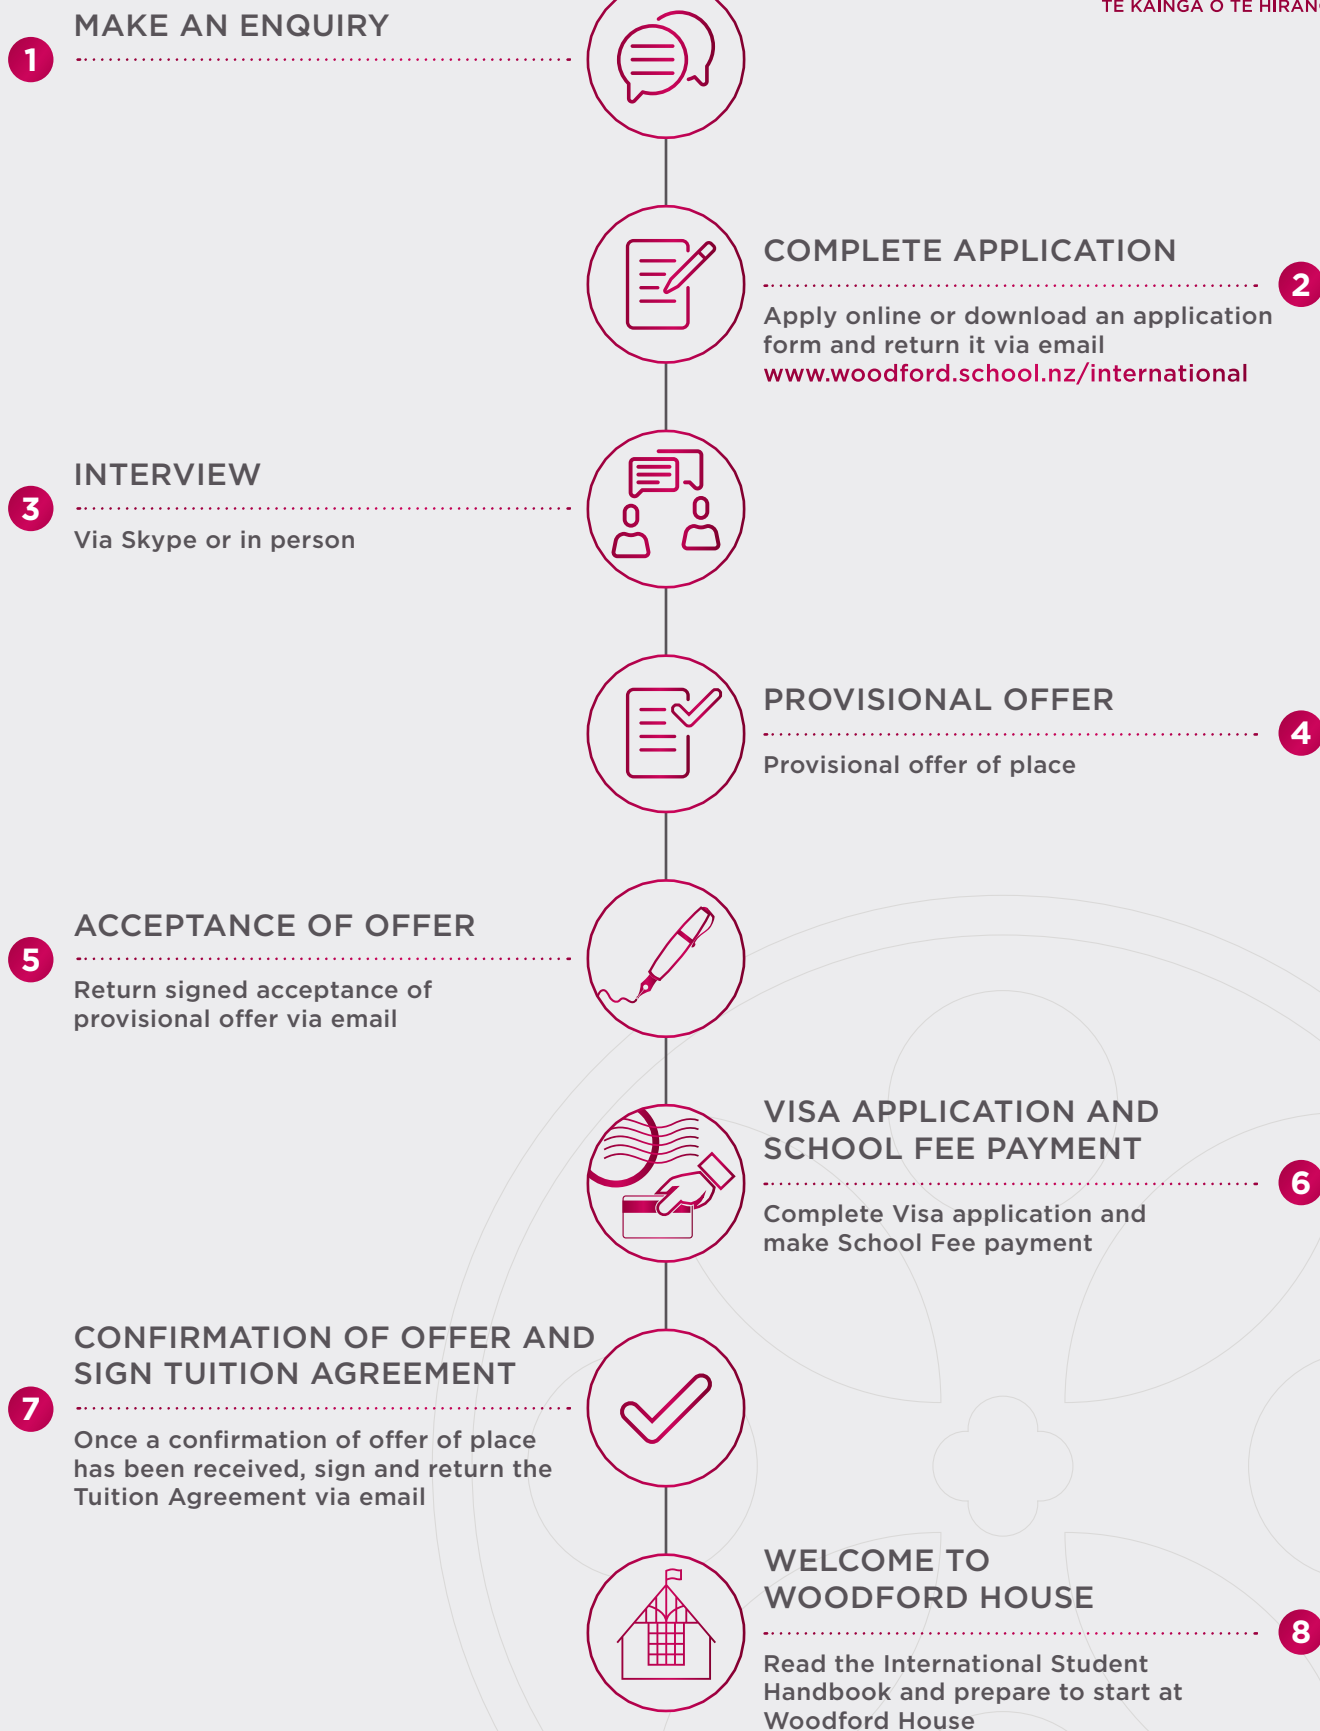 TE KAINGA O TE
MAKE AN ENQUIRY
1
COMPLETE APPLICATION
2
Apply online or download an application
form and return it via email
www.woodford.school.nz/international
INTERVIEW
3
Via Skype or in person
PROVISIONAL OFFER
4
Provisional offer of place
ACCEPTANCE OF OFFER
5
Return signed acceptance of
provisional offer via email
VISA APPLICATION AND
SCHOOL FEE PAYMENT
6
Complete Visa application and
make School Fee payment
CONFIRMATION OF OFFER AND
SIGN TUITION AGREEMENT
7
Once a confirmation of offer of place
has been received, sign and return the
Tuition Agreement via email
WELCOME TO
WOODFORD HOUSE
8
Read the International Student
Handbook and prepare to start at
Woodford House